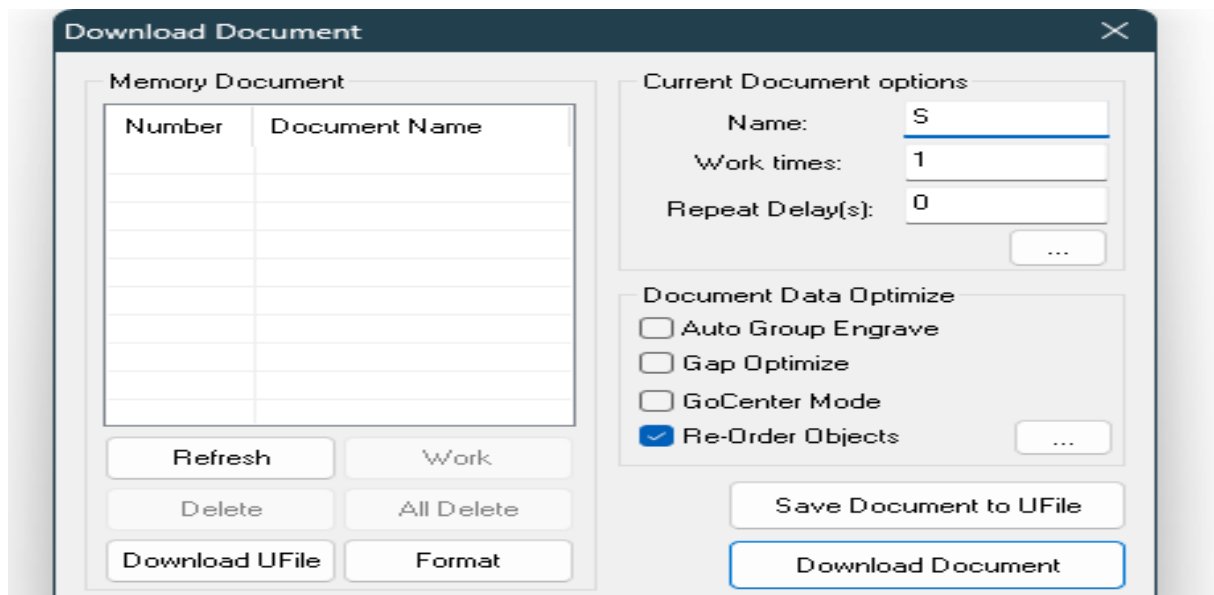 Download Document
Memory Document
Number Document Name
Refresh Work
Delete All Delete
Download UFile Format
Current Document options
Name: S
Work times: 1
Repeat Delay(s): 0
...
Document Data Optimize
Auto Group Engrave
Gap Optimize
GoCenter Mode
Re-Order Objects ...
Save Document to UFile
Download Document